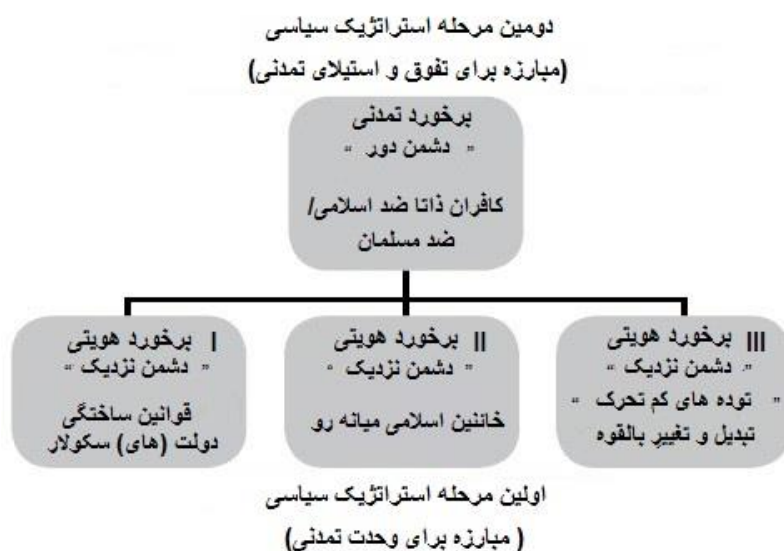 دومین مرحله استراتژیک سیاسی
(مبارزه برای تفوق و استیلای تمدنی)
برخورد تمدنی
" دشمن دور "
کافران ذاتا ضد اسلامی/
ضد مسلمان
I برخورد هویتی
" دشمن نزدیک "
قوانین ساختگی
دولت (های) سکولار
II برخورد هویتی
" دشمن نزدیک "
خائنین اسلامی میانه رو
III برخورد هویتی
" دشمن نزدیک "
" توده های کم تحرک "
تبدیل و تغییرِ بالقوه
اولین مرحله استراتژیک سیاسی
( مبارزه برای وحدت تمدنی)